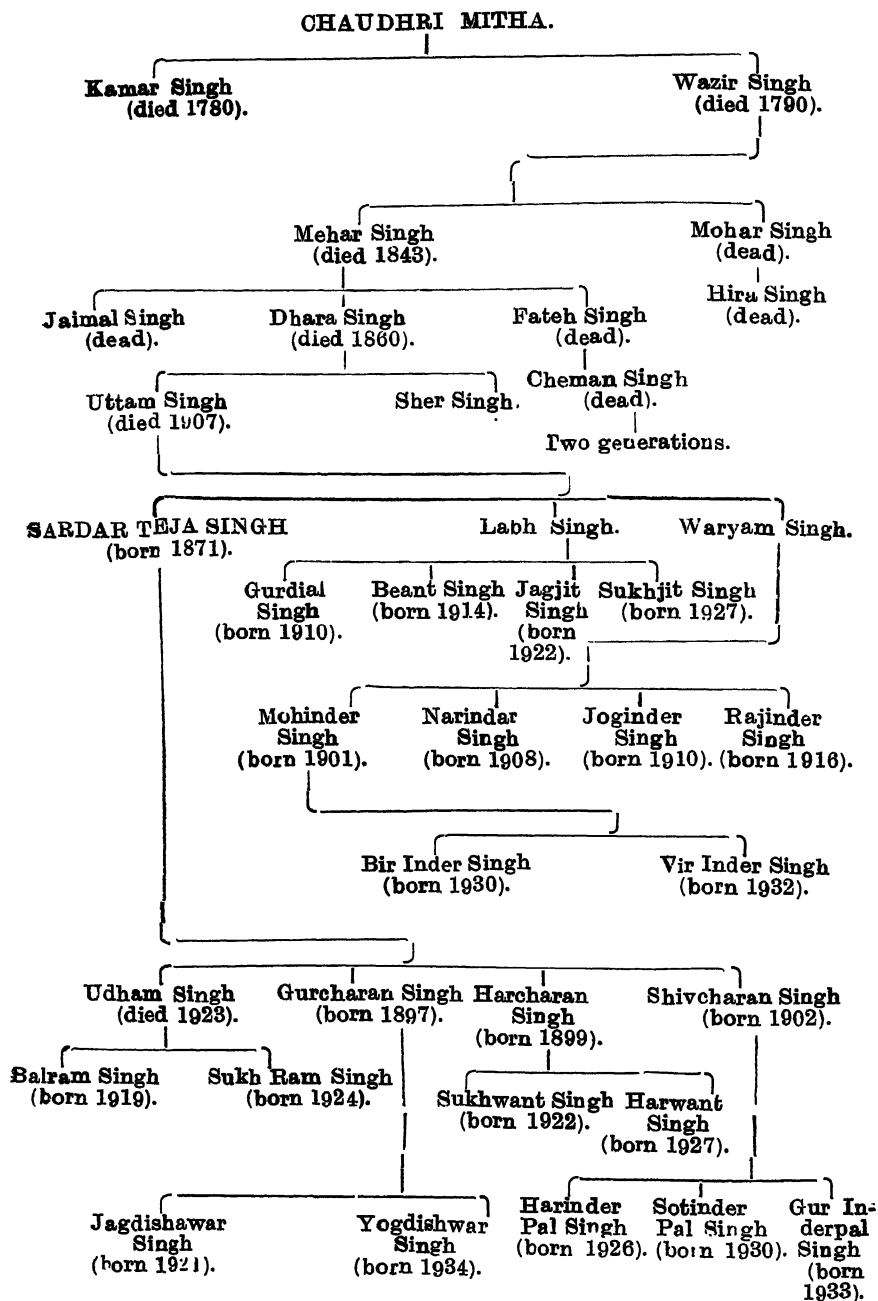 CHAUDHRI MITHA.
Kamar Singh
(died 1780).
Wazir Singh
(died 1790).
Mehar Singh
(died 1843).
Mohar Singh
(dead).
Hira Singh
(dead).
Jaimal Singh
(dead).
Dhara Singh
(died 1860).
Fateh Singh
(dead).
Cheman Singh
(dead).
Two generations.
Uttam Singh
(died 1907).
Sher Singh.
SARDAR TEJA SINGH
(born 1871).
Labh Singh.
Waryam Singh.
Gurdial
Singh
(born 1910).
Beant Singh
(born 1914).
Jagjit
Singh
(born
1922).
Sukhjit Singh
(born 1927).
Mohinder
Singh
(born 1901).
Narindar
Singh
(born 1908).
Joginder
Singh
(born 1910).
Rajinder
Singh
(born 1916).
Bir Inder Singh
(born 1930).
Vir Inder Singh
(born 1932).
Udham Singh
(died 1923).
Gurcharan Singh
(born 1897).
Harcharan
Singh
(born 1899).
Shivcharan Singh
(born 1902).
Balram Singh
(born 1919).
Sukh Ram Singh
(born 1924).
Sukhwant Singh
(born 1922).
Harwant
Singh
(born 1927).
Jagdishawar
Singh
(born 1921).
Yogdishwar
Singh
(born 1934).
Harinder
Pal Singh
(born 1926).
Sotinder
Pal Singh
(born 1930).
Gur In-
derpal
Singh
(born
1933).